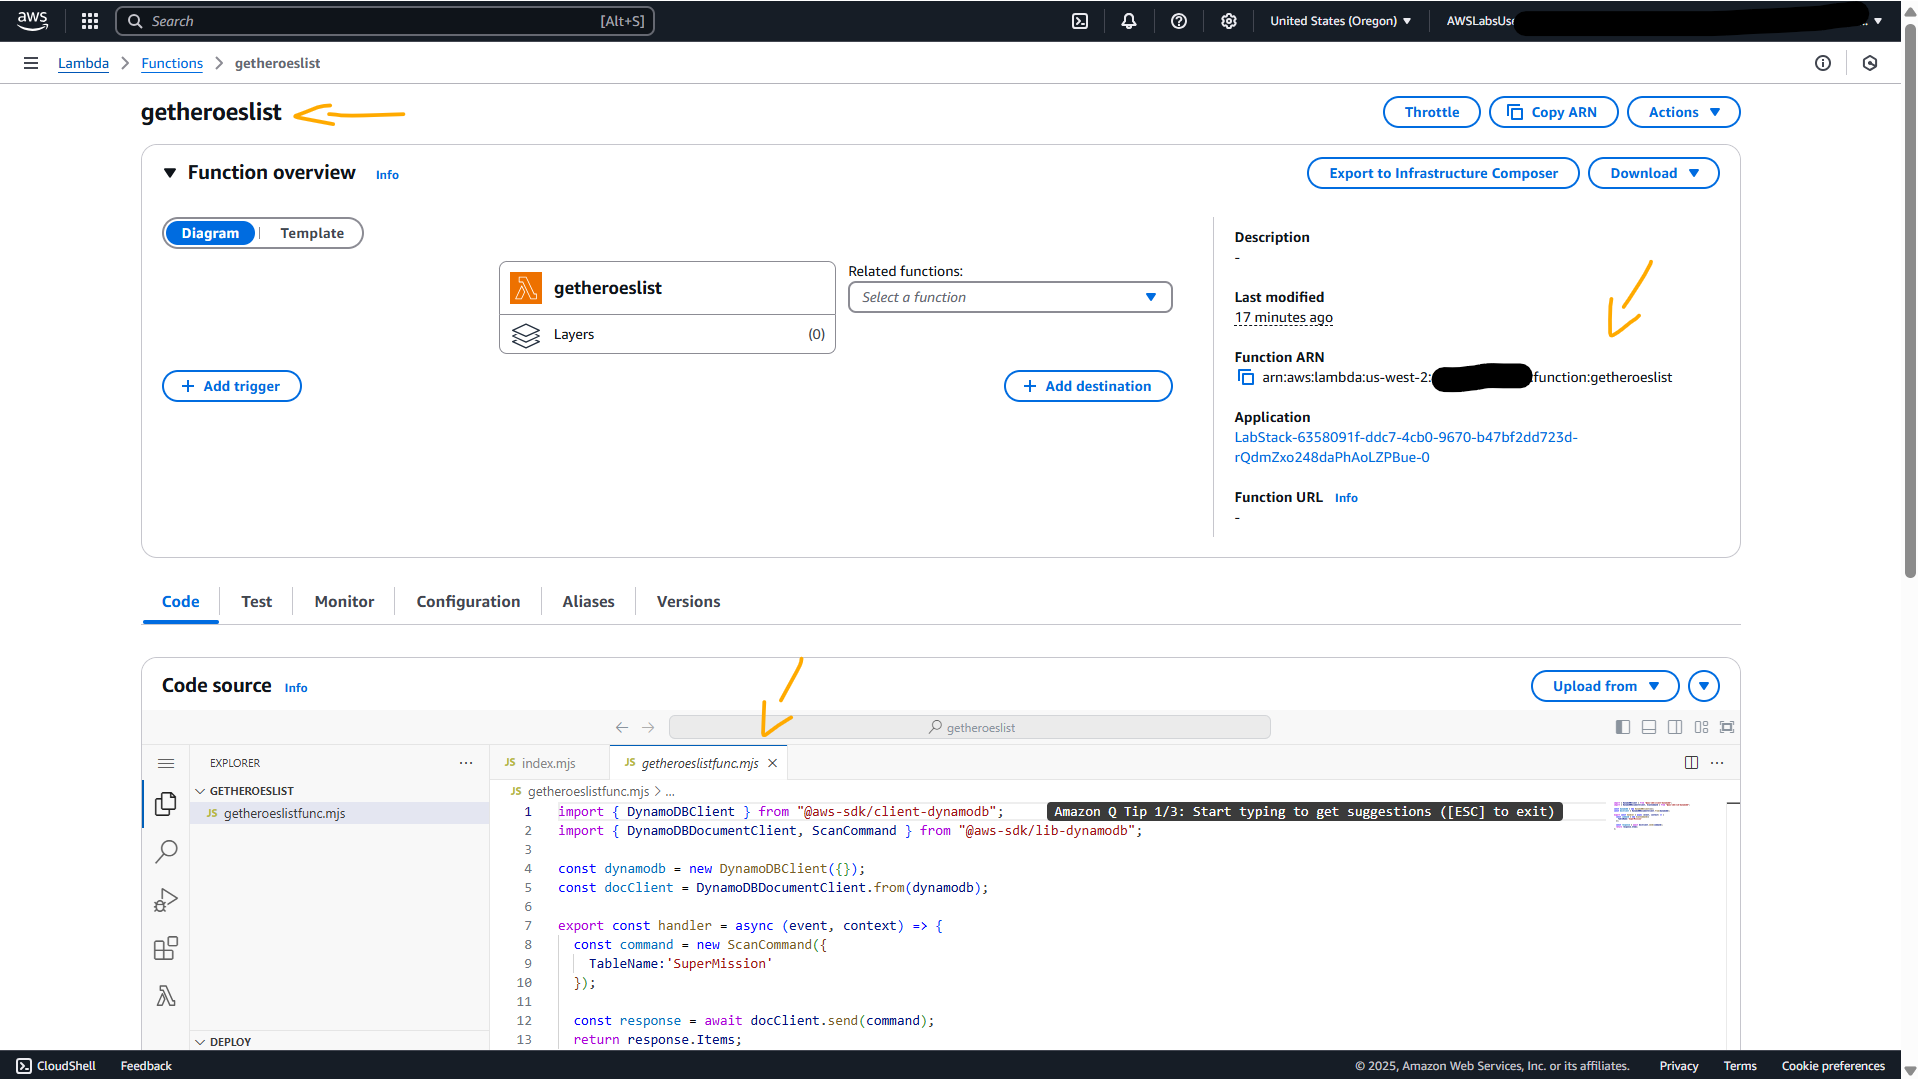 aws
Search [Alt+S]
United States (Oregon)
AWSLabsUse
Lambda
Functions
getheroeslist
getheroeslist
Throttle
Copy ARN
Actions
Function overview Info
Export to Infrastructure Composer
Download
Diagram
Template
getheroeslist
Layers (0)
Related functions:
Select a function
+ Add trigger
+ Add destination
Description
-
Last modified
17 minutes ago
Function ARN
arn:aws:lambda:us-west-2: function:getheroeslist
Application
LabStack-6358091f-ddc7-4cb0-9670-b47bf2dd723d-
rQdmZxo248daPhAoLZPBue-0
Function URL Info
-
Code
Test
Monitor
Configuration
Aliases
Versions
Code source Info
Upload from
getheroeslist
EXPLORER
GETHEROESLIST
JS getheroeslistfunc.mjs
DEPLOY
JS index.mjs
JS getheroeslistfunc.mjs
JS getheroeslistfunc.mjs > ...
1 import { DynamoDBClient } from "@aws-sdk/client-dynamodb"; Amazon Q Tip 1/3: Start typing to get suggestions ([ESC] to exit)
2 import { DynamoDBDocumentClient, ScanCommand } from "@aws-sdk/lib-dynamodb";
3
4 const dynamodb = new DynamoDBClient({});
5 const docClient = DynamoDBDocumentClient.from(dynamodb);
6
7 export const handler = async (event, context) => {
8 const command = new ScanCommand({
9 TableName:'SuperMission'
10 });
11
12 const response = await docClient.send(command);
13 return response.Items;
CloudShell
Feedback
© 2025, Amazon Web Services, Inc. or its affiliates.
Privacy
Terms
Cookie preferences